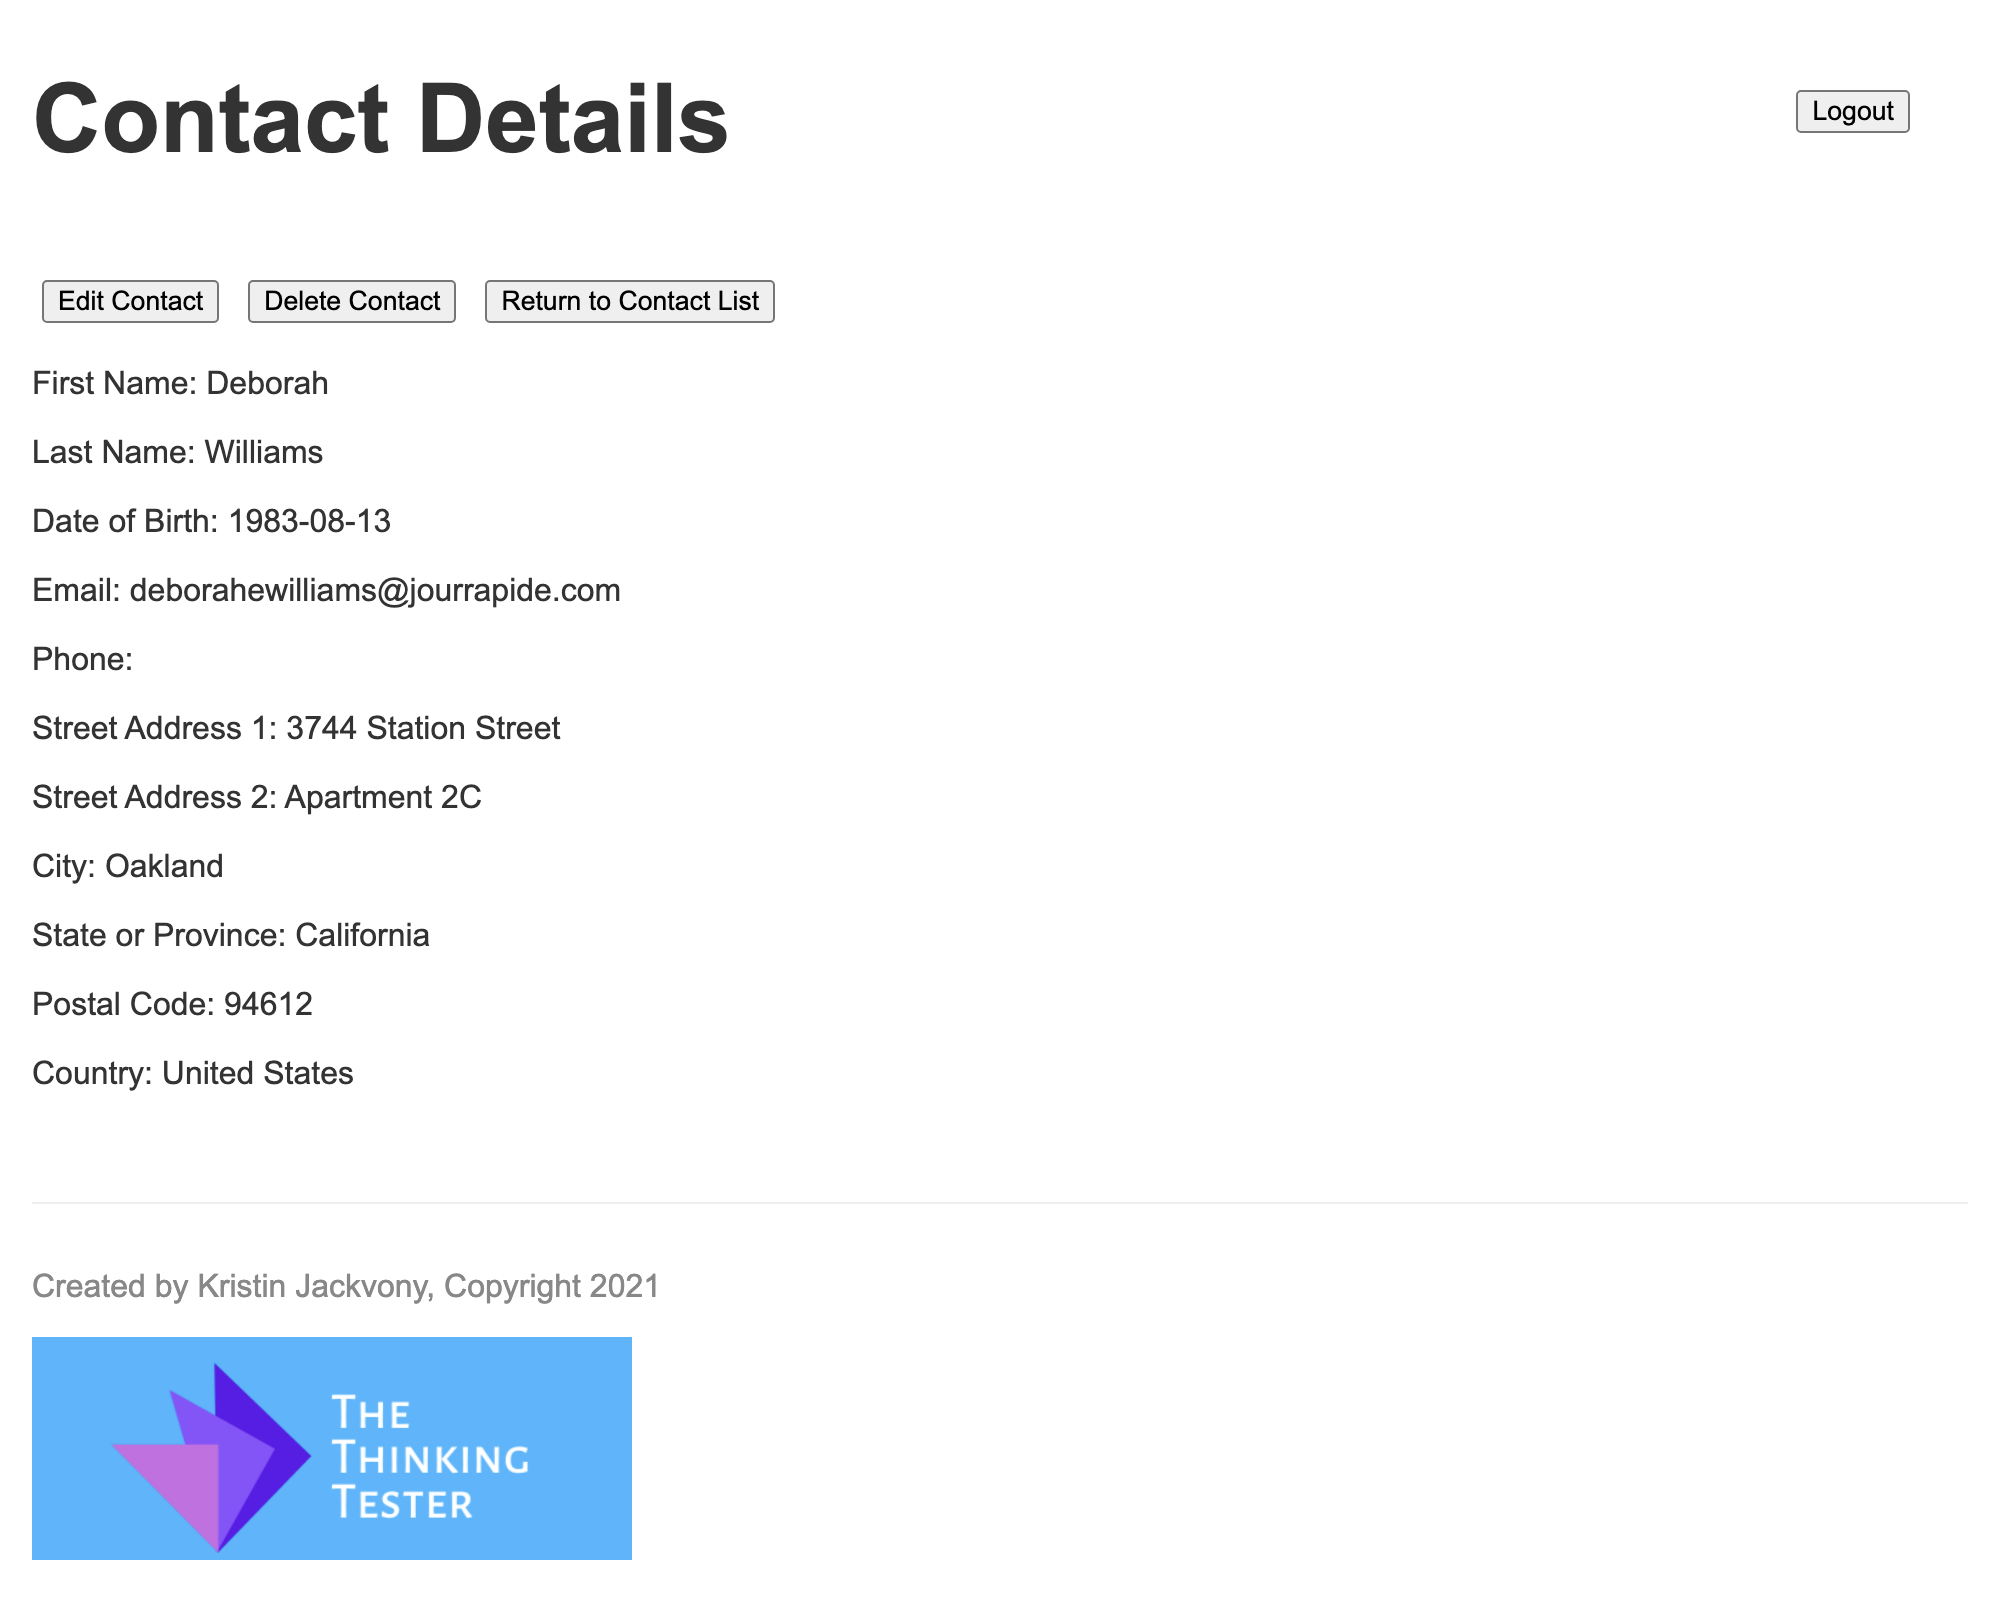 Contact Details
Logout
Edit Contact
Delete Contact
Return to Contact List
First Name: Deborah
Last Name: Williams
Date of Birth: 1983-08-13
Email: deborahewilliams@jourrapide.com
Phone:
Street Address 1: 3744 Station Street
Street Address 2: Apartment 2C
City: Oakland
State or Province: California
Postal Code: 94612
Country: United States
Created by Kristin Jackvony, Copyright 2021
THE
THINKING
TESTER